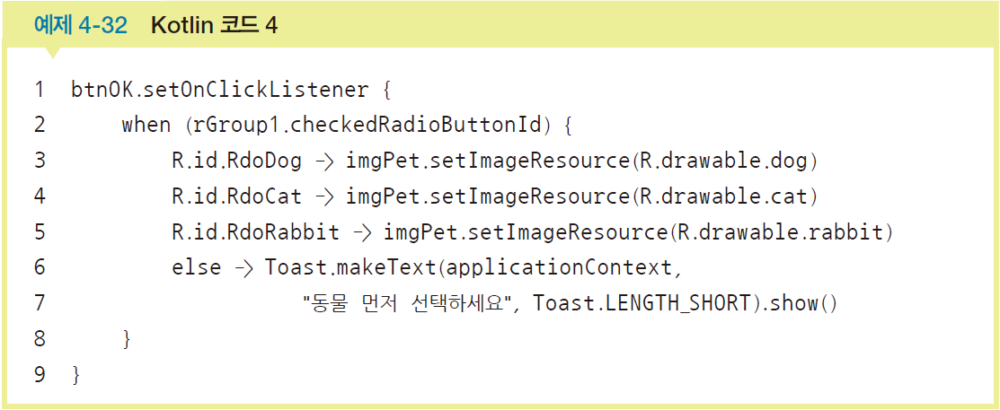 예제 4-32 Kotlin 코드 4
1 btnOK.setOnClickListener {
2     when (rGroup1.checkedRadioButtonId) {
3         R.id.RdoDog -> imgPet.setImageResource(R.drawable.dog)
4         R.id.RdoCat -> imgPet.setImageResource(R.drawable.cat)
5         R.id.RdoRabbit -> imgPet.setImageResource(R.drawable.rabbit)
6         else -> Toast.makeText(applicationContext,
7                   "동물 먼저 선택하세요", Toast.LENGTH_SHORT).show()
8     }
9 }